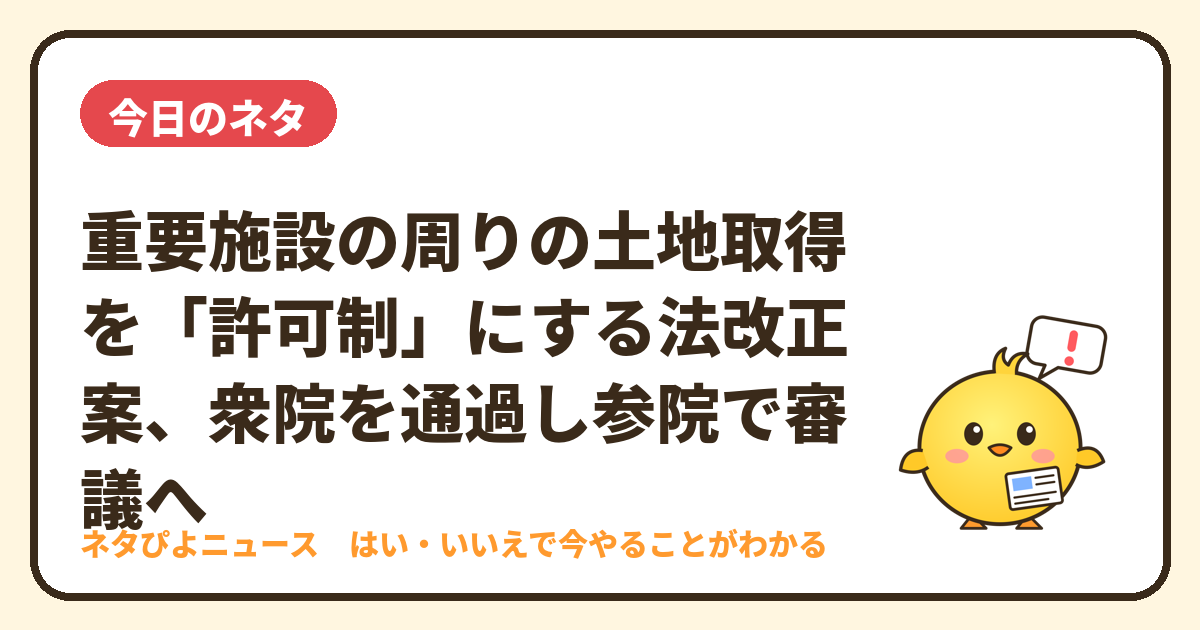 今日のネタ
重要施設の周りの土地取得
を「許可制」にする法改正
案、衆院を通過し参院で審
議へ
ネタぴよニュース　はい・いいえで今やることがわかる
!